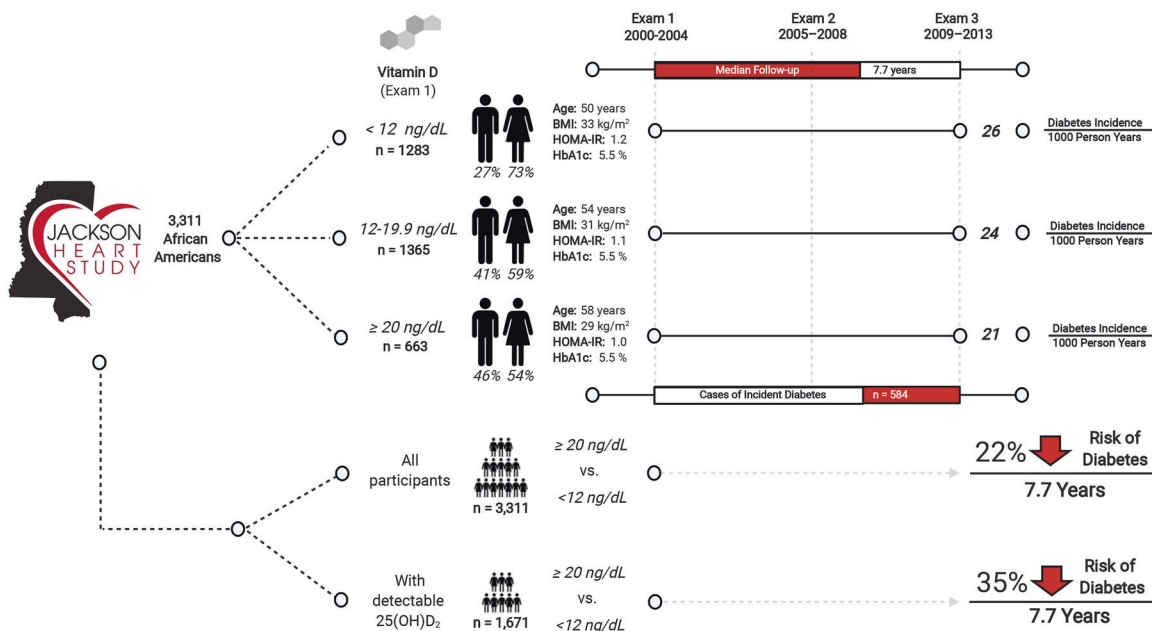 Exam 1
2000-2004
Exam 2
2005–2008
Exam 3
2009–2013
Vitamin D
(Exam 1)
Median Follow-up
7.7 years
< 12 ng/dL
n = 1283
27% 73%
Age: 50 years
BMI: 33 kg/m²
HOMA-IR: 1.2
HbA1c: 5.5 %
26
Diabetes Incidence
1000 Person Years
JACKSON
HEART
STUDY
3,311
African
Americans
12-19.9 ng/dL
n = 1365
41% 59%
Age: 54 years
BMI: 31 kg/m²
HOMA-IR: 1.1
HbA1c: 5.5 %
24
Diabetes Incidence
1000 Person Years
≥ 20 ng/dL
n = 663
46% 54%
Age: 58 years
BMI: 29 kg/m²
HOMA-IR: 1.0
HbA1c: 5.5 %
21
Diabetes Incidence
1000 Person Years
Cases of Incident Diabetes
n = 584
All
participants
n = 3,311
≥ 20 ng/dL
vs.
<12 ng/dL
22%
Risk of
Diabetes
7.7 Years
With
detectable
25(OH)D₂
n = 1,671
≥ 20 ng/dL
vs.
<12 ng/dL
35%
Risk of
Diabetes
7.7 Years